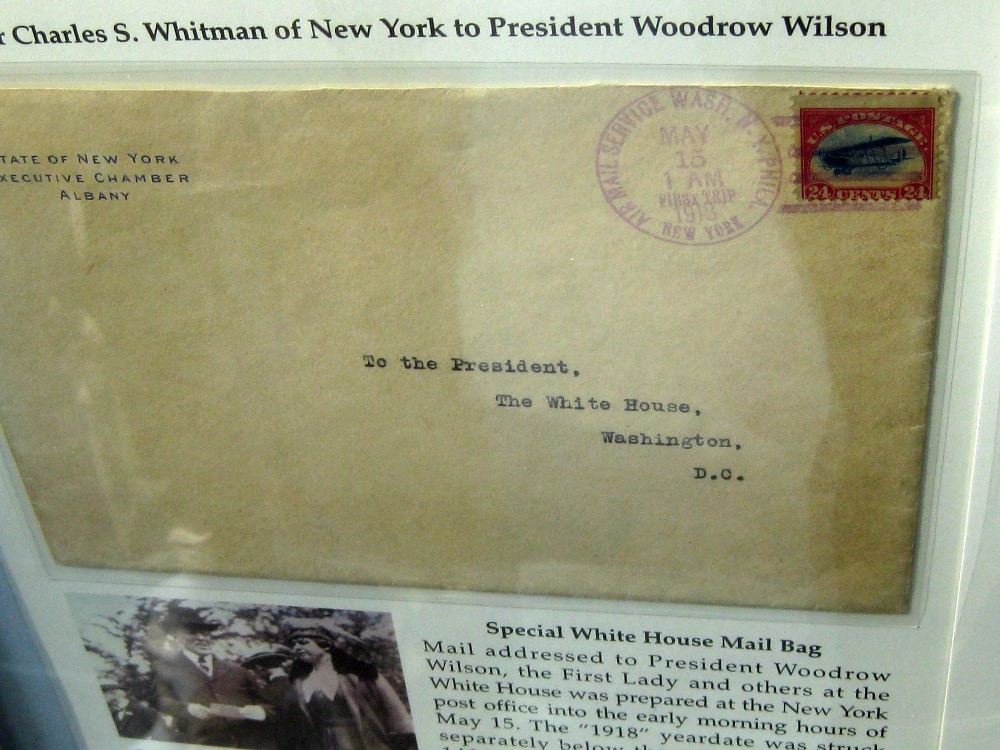 r Charles S. Whitman of New York to President Woodrow Wilson
TATE OF NEW YORK
XECUTIVE CHAMBER
ALBANY
AIR MAIL SERVICE WASH. N.Y. PHILA.
MAY
15
1 AM
FIRST TRIP
1918
NEW YORK
U.S. POSTAGE
24 CENTS 24
To the President,
The White House,
Washington,
D.C.
Special White House Mail Bag
Mail addressed to President Woodrow
Wilson, the First Lady and others at the
White House was prepared at the New York
post office into the early morning hours of
May 15. The "1918" yeardate was struck
separately below th